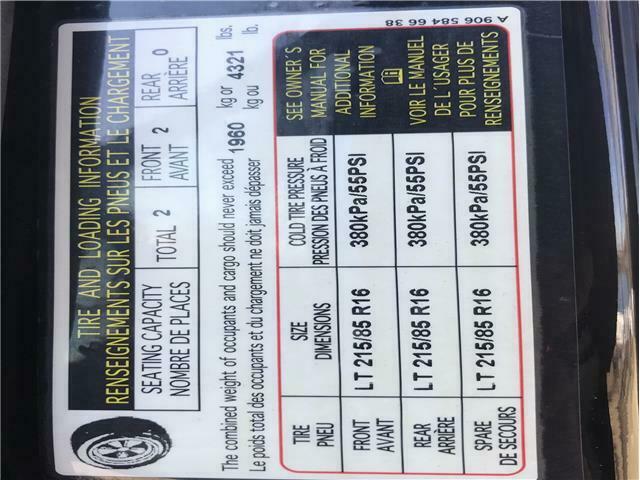 TIRE AND LOADING INFORMATION
RENSEIGNEMENTS SUR LES PNEUS ET LE CHARGEMENT
SEATING CAPACITY
NOMBRE DE PLACES
TOTAL 2
FRONT
AVANT
2
REAR
ARRIÈRE
0
The combined weight of occupants and cargo should never exceed
Le poids total des occupants et du chargement ne doit jamais dépasser
1960
kg or
kg ou
4321
lbs.
lb.
TIRE
PNEU
SIZE
DIMENSIONS
COLD TIRE PRESSURE
PRESSION DES PNEUS À FROID
FRONT
AVANT
LT 215/85 R16
380kPa/55PSI
REAR
ARRIÈRE
LT 215/85 R16
380kPa/55PSI
SPARE
DE SECOURS
LT 215/85 R16
380kPa/55PSI
SEE OWNER'S
MANUAL FOR
ADDITIONAL
INFORMATION
VOIR LE MANUEL
DE L'USAGER
POUR PLUS DE
RENSEIGNEMENTS
A 906 584 66 38